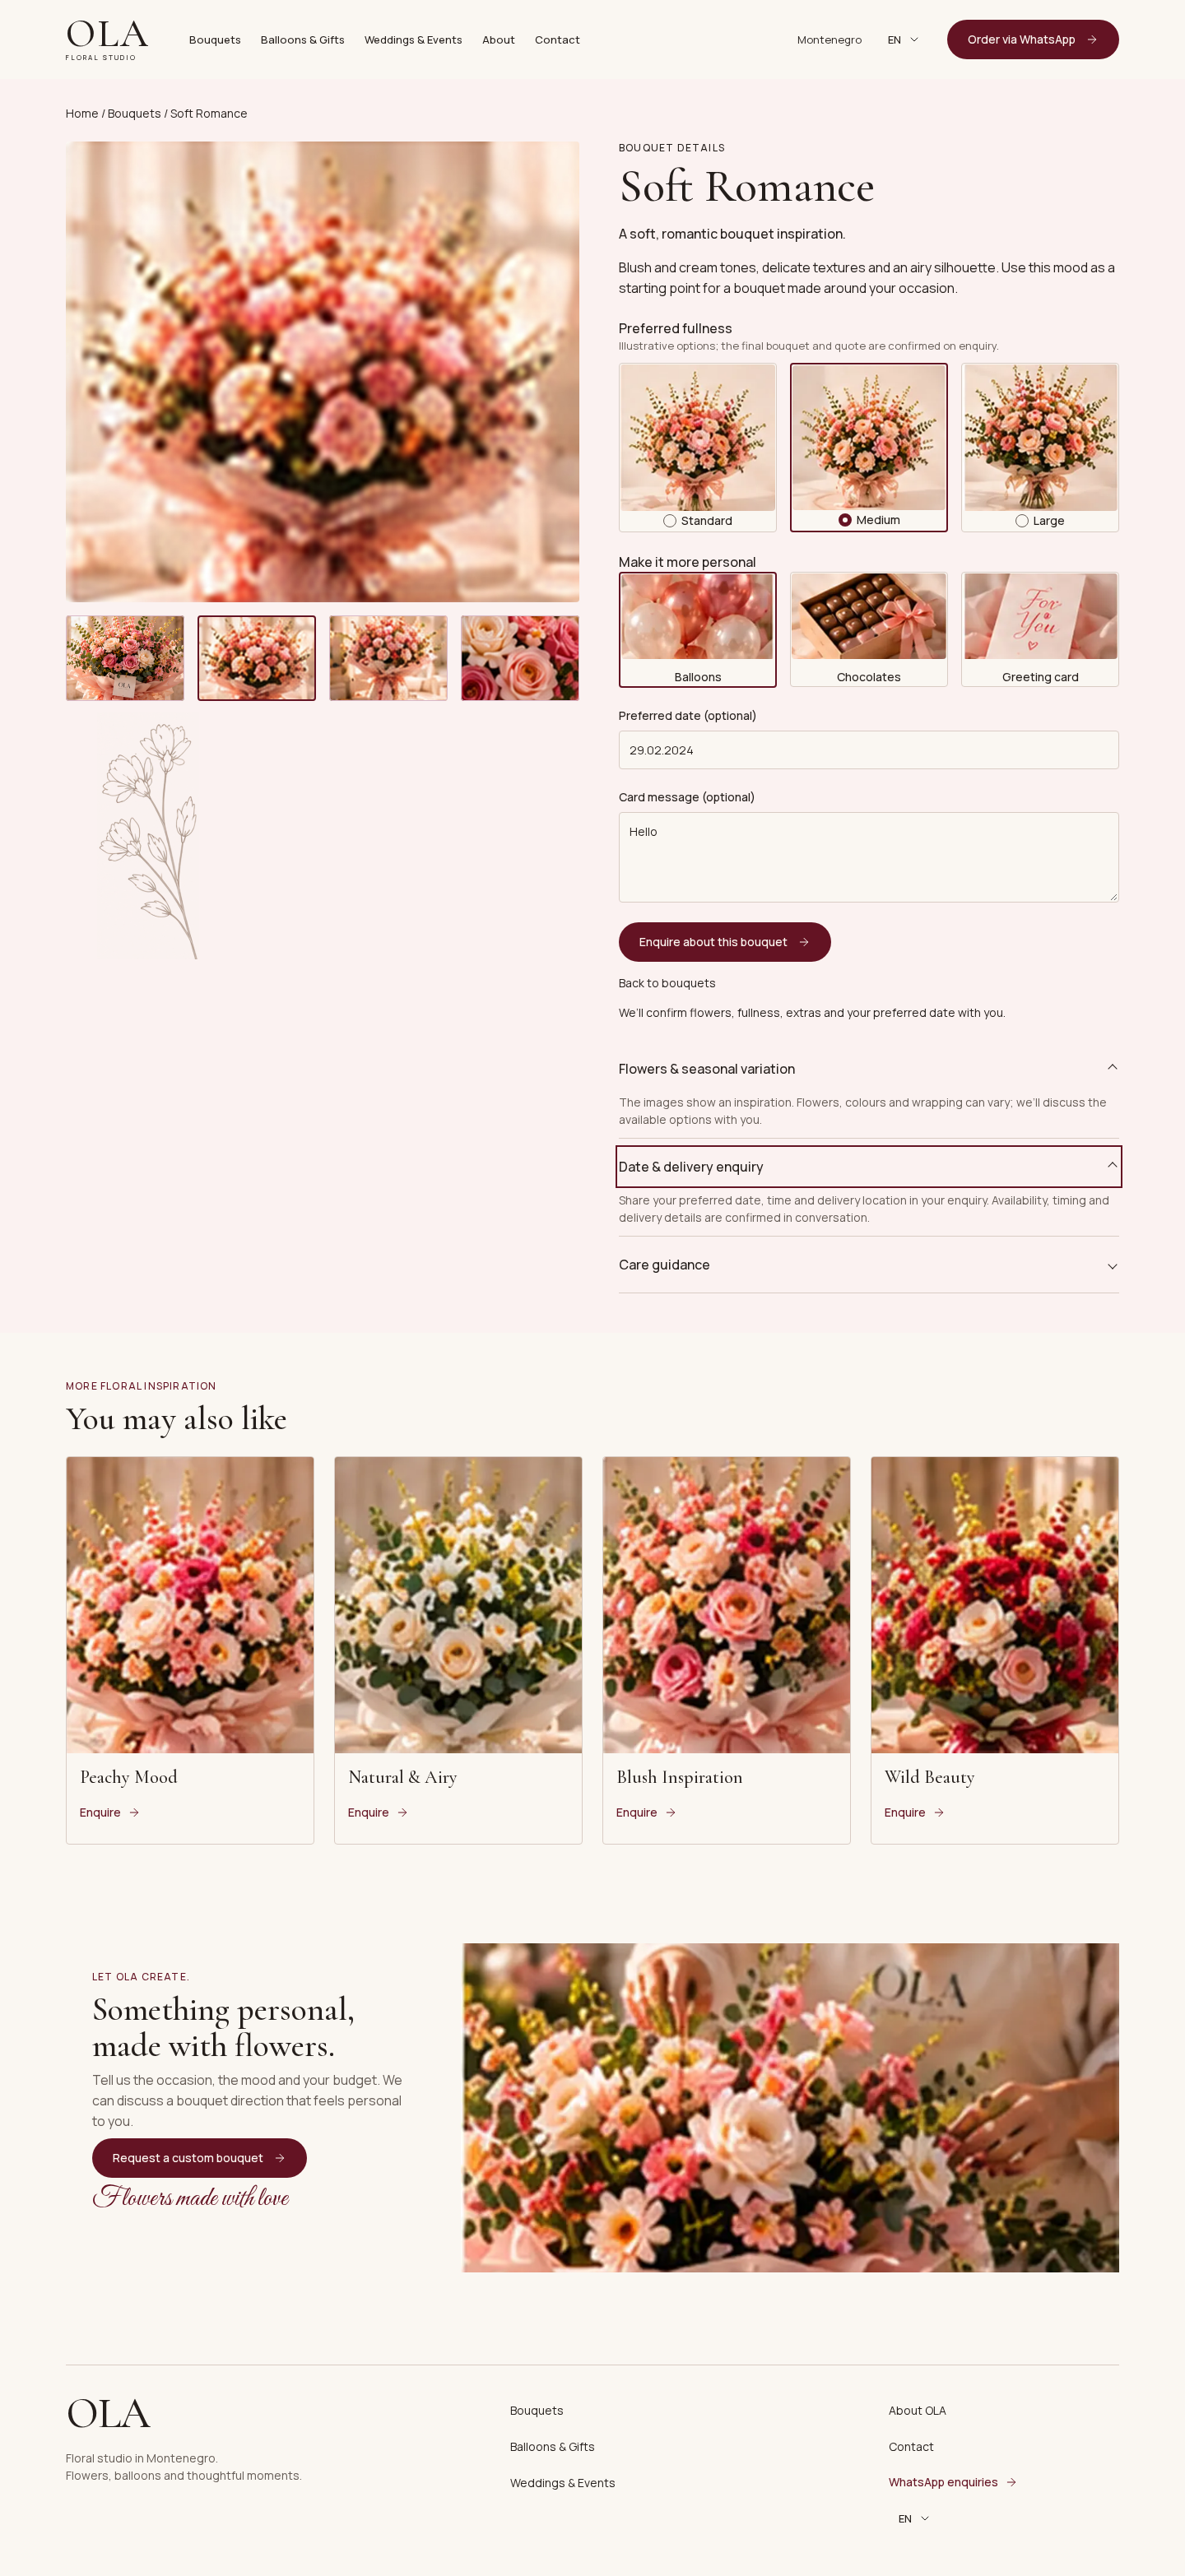 OLA
FLORAL STUDIO
Bouquets
Balloons & Gifts
Weddings & Events
About
Contact
Montenegro
EN
Order via WhatsApp
Home / Bouquets / Soft Romance
OLA
BOUQUET DETAILS
Soft Romance
A soft, romantic bouquet inspiration.
Blush and cream tones, delicate textures and an airy silhouette. Use this mood as a
starting point for a bouquet made around your occasion.
Preferred fullness
Illustrative options; the final bouquet and quote are confirmed on enquiry.
Standard
Medium
Large
Make it more personal
For
You
Balloons
Chocolates
Greeting card
Preferred date (optional)
29.02.2024
Card message (optional)
Hello
Enquire about this bouquet
Back to bouquets
We'll confirm flowers, fullness, extras and your preferred date with you.
Flowers & seasonal variation
The images show an inspiration. Flowers, colours and wrapping can vary; we'll discuss the
available options with you.
Date & delivery enquiry
Share your preferred date, time and delivery location in your enquiry. Availability, timing and
delivery details are confirmed in conversation.
Care guidance
MORE FLORAL INSPIRATION
You may also like
Peachy Mood
Enquire
Natural & Airy
Enquire
Blush Inspiration
Enquire
Wild Beauty
Enquire
LET OLA CREATE.
Something personal,
made with flowers.
Tell us the occasion, the mood and your budget. We
can discuss a bouquet direction that feels personal
to you.
Request a custom bouquet
Flowers made with love
OLA
OLA
Floral studio in Montenegro.
Flowers, balloons and thoughtful moments.
Bouquets
Balloons & Gifts
Weddings & Events
About OLA
Contact
WhatsApp enquiries
EN